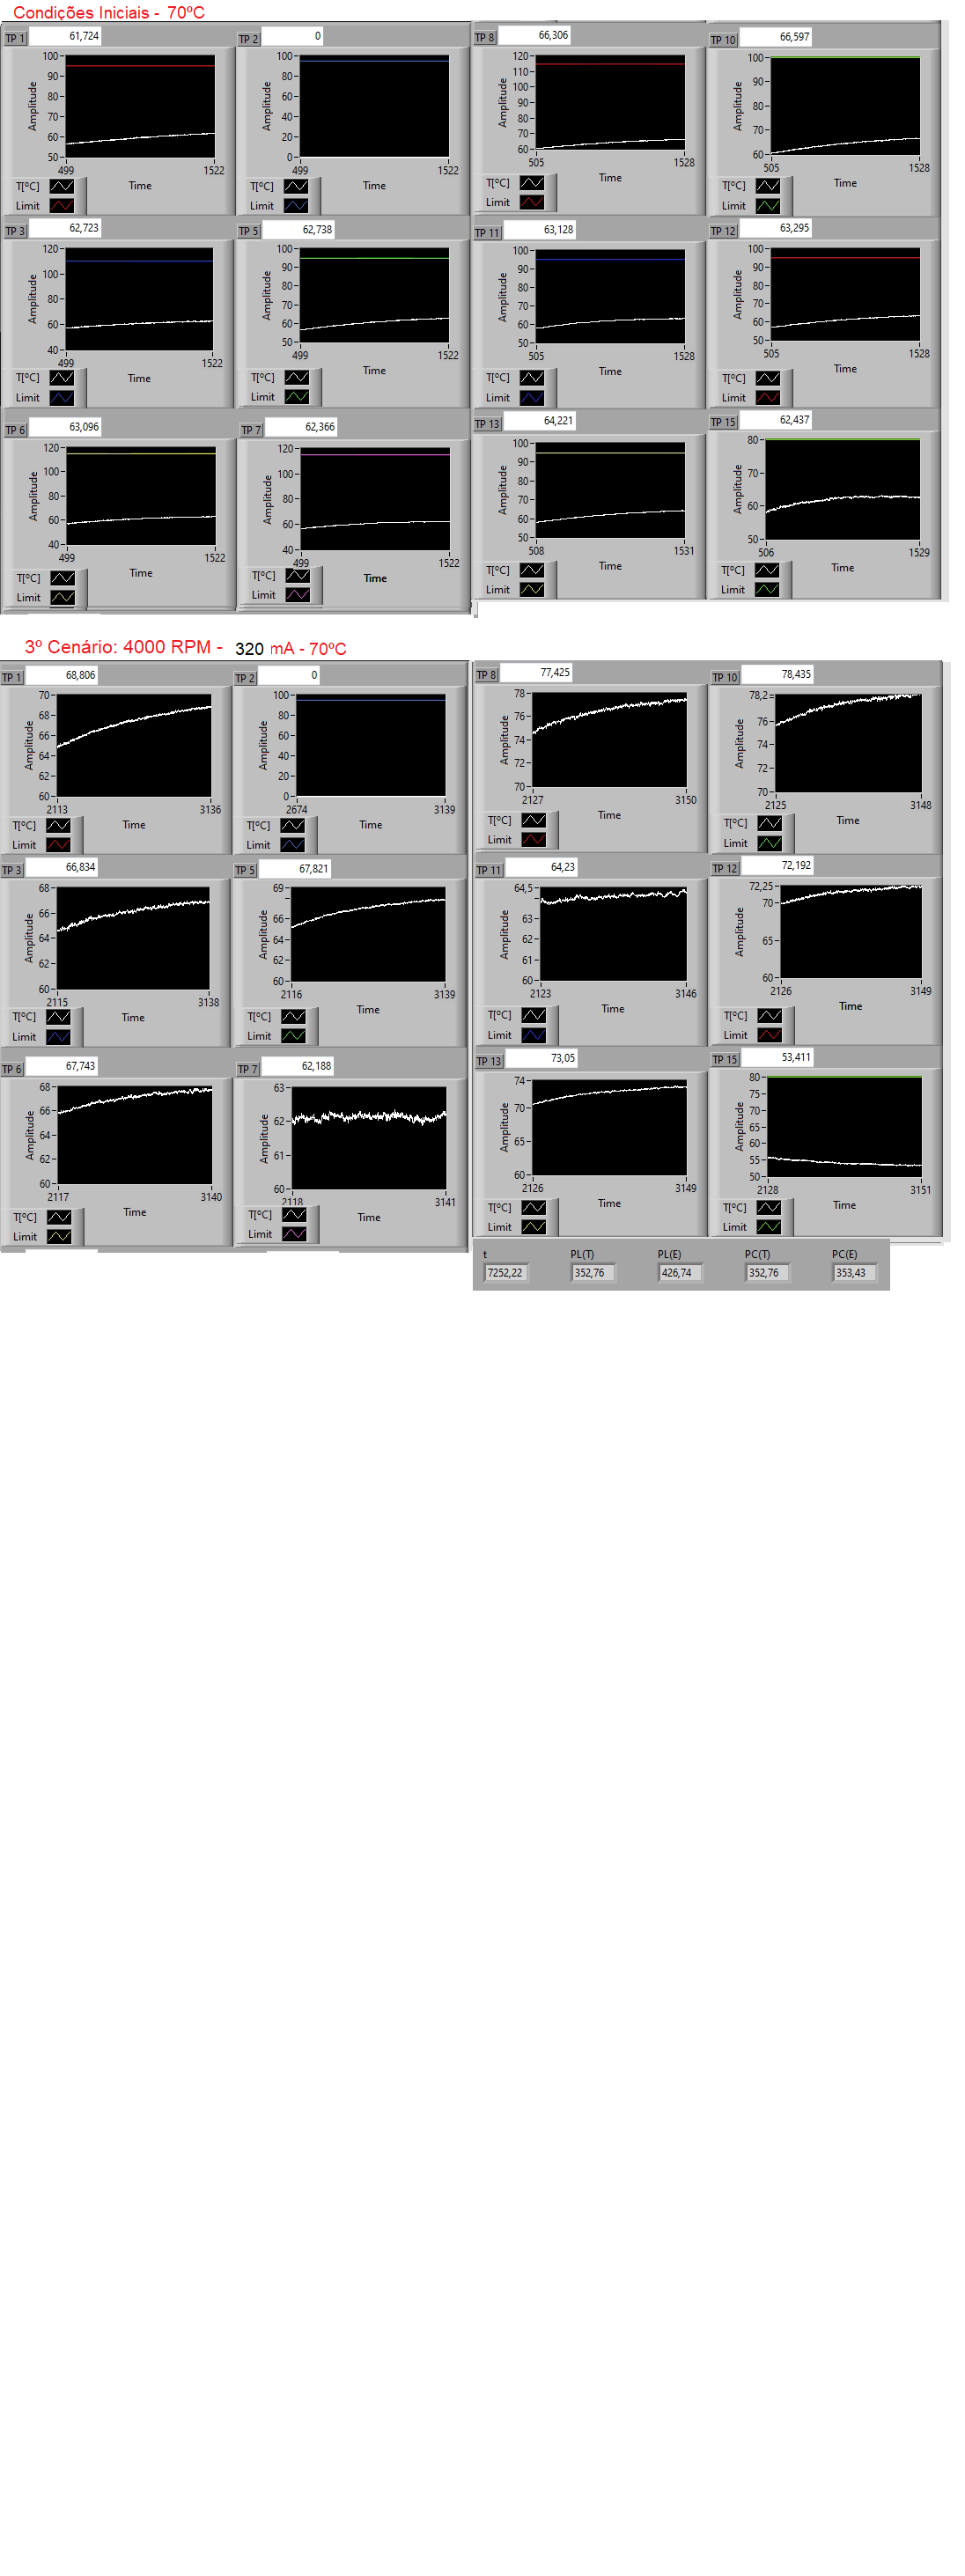 Condições Iniciais - 70ºC
TP 1 61,724
Amplitude
100
90
80
70
60
50
499 1522
Time
T[ºC]
Limit
TP 2 0
Amplitude
100
80
60
40
20
0
499 1522
Time
T[ºC]
Limit
TP 8 66,306
Amplitude
120
110
100
90
80
70
60
505 1528
Time
T[ºC]
Limit
TP 10 66,597
Amplitude
100
90
80
70
60
505 1528
Time
T[ºC]
Limit
TP 3 62,723
Amplitude
120
100
80
60
40
499 1522
Time
T[ºC]
Limit
TP 5 62,738
Amplitude
100
90
80
70
60
50
499 1522
Time
T[ºC]
Limit
TP 11 63,128
Amplitude
100
90
80
70
60
50
505 1528
Time
T[ºC]
Limit
TP 12 63,295
Amplitude
100
90
80
70
60
50
505 1528
Time
T[ºC]
Limit
TP 6 63,096
Amplitude
120
100
80
60
40
499 1522
Time
T[ºC]
Limit
TP 7 62,366
Amplitude
120
100
80
60
40
499 1522
Time
T[ºC]
Limit
TP 13 64,221
Amplitude
100
90
80
70
60
50
508 1531
Time
T[ºC]
Limit
TP 15 62,437
Amplitude
80
70
60
50
506 1529
Time
T[ºC]
Limit
3º Cenário: 4000 RPM - 320 mA - 70ºC
TP 1 68,806
Amplitude
70
68
66
64
62
60
2113 3136
Time
T[ºC]
Limit
TP 2 0
Amplitude
100
80
60
40
20
0
2674 3139
Time
T[ºC]
Limit
TP 8 77,425
Amplitude
78
76
74
72
70
2127 3150
Time
T[ºC]
Limit
TP 10 78,435
Amplitude
78,2
76
74
72
70
2125 3148
Time
T[ºC]
Limit
TP 3 66,834
Amplitude
68
66
64
62
60
2115 3138
Time
T[ºC]
Limit
TP 5 67,821
Amplitude
69
66
64
62
60
2116 3139
Time
T[ºC]
Limit
TP 11 64,23
Amplitude
64,5
63
62
61
60
2123 3146
Time
T[ºC]
Limit
TP 12 72,192
Amplitude
72,25
70
65
60
2126 3149
Time
T[ºC]
Limit
TP 6 67,743
Amplitude
68
66
64
62
60
2117 3140
Time
T[ºC]
Limit
TP 7 62,188
Amplitude
63
62
61
60
2118 3141
Time
T[ºC]
Limit
TP 13 73,05
Amplitude
74
70
65
60
2126 3149
Time
T[ºC]
Limit
TP 15 53,411
Amplitude
80
75
70
65
60
55
50
2128 3151
Time
T[ºC]
Limit
t PL(T) PL(E) PC(T) PC(E)
7252,22 352,76 426,74 352,76 353,43